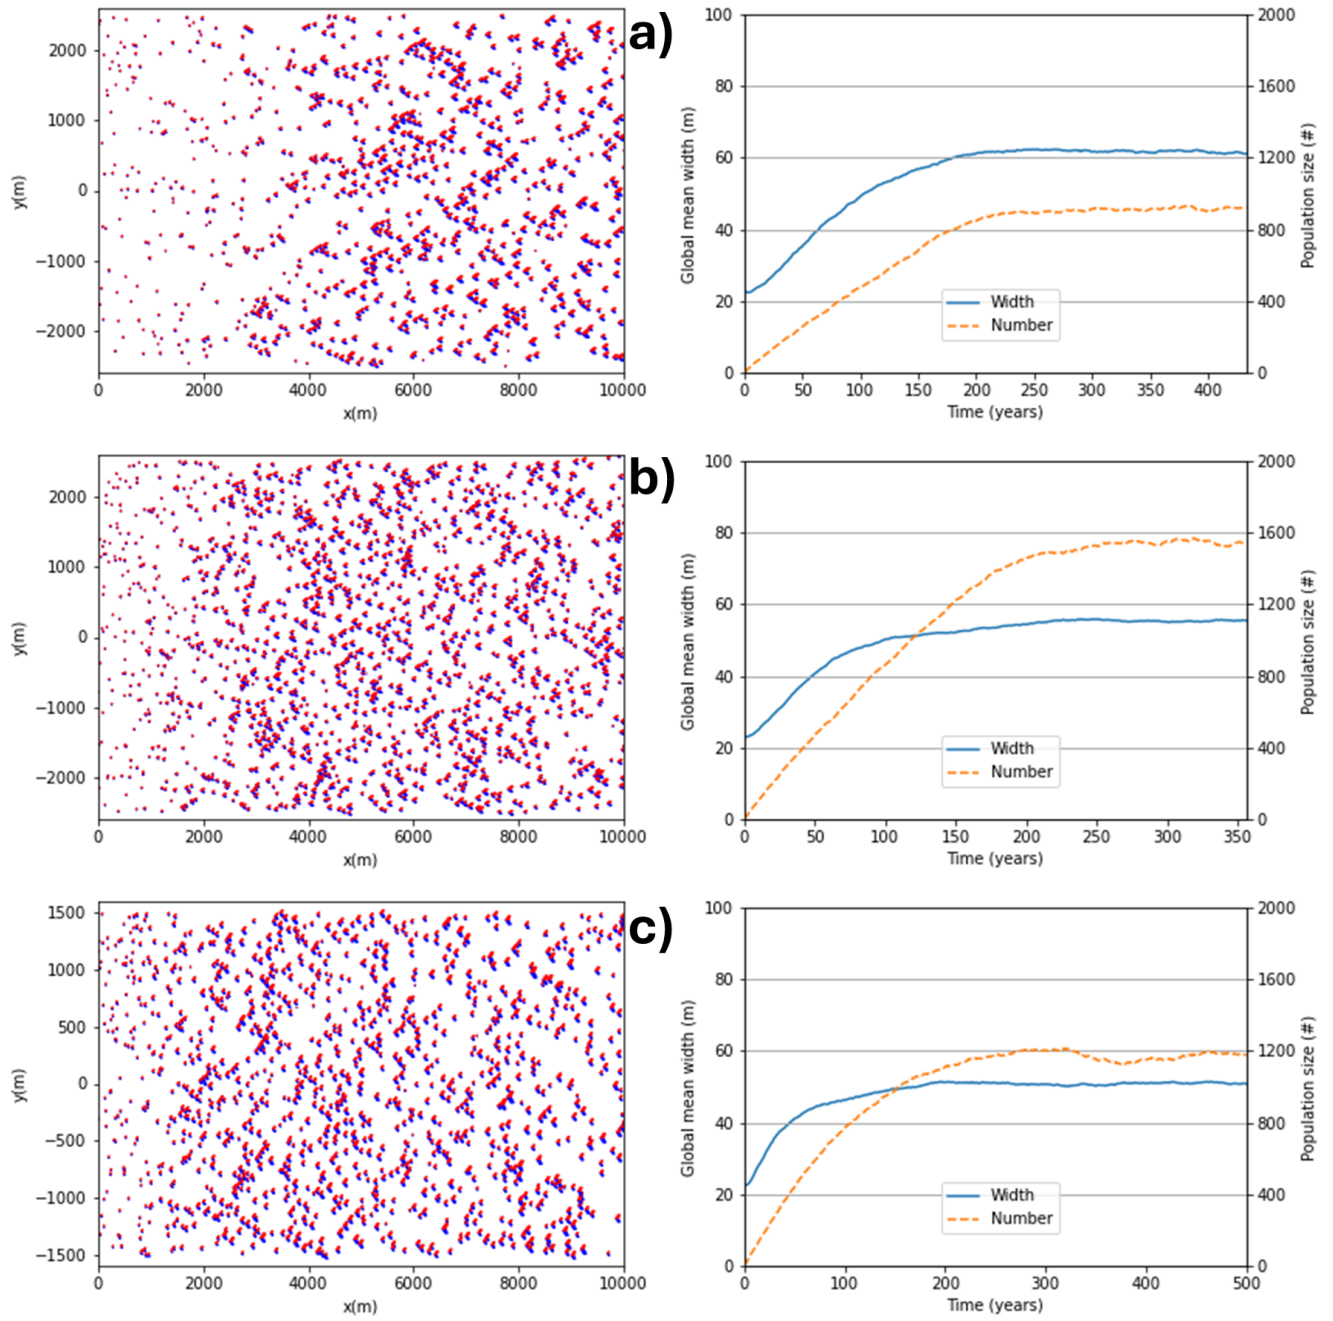 a)
2000
1000
0
−1000
−2000
y(m)
0 2000 4000 6000 8000 10000
x(m)
100
80
60
40
20
0
Global mean width (m)
2000
1600
1200
800
400
0
Population size (#)
Width
Number
0 50 100 150 200 250 300 350 400
Time (years)
b)
2000
1000
0
−1000
−2000
y(m)
0 2000 4000 6000 8000 10000
x(m)
100
80
60
40
20
0
Global mean width (m)
2000
1600
1200
800
400
0
Population size (#)
Width
Number
0 50 100 150 200 250 300 350
Time (years)
c)
1500
1000
500
0
−500
−1000
−1500
y(m)
0 2000 4000 6000 8000 10000
x(m)
100
80
60
40
20
0
Global mean width (m)
2000
1600
1200
800
400
0
Population size (#)
Width
Number
0 100 200 300 400 500
Time (years)